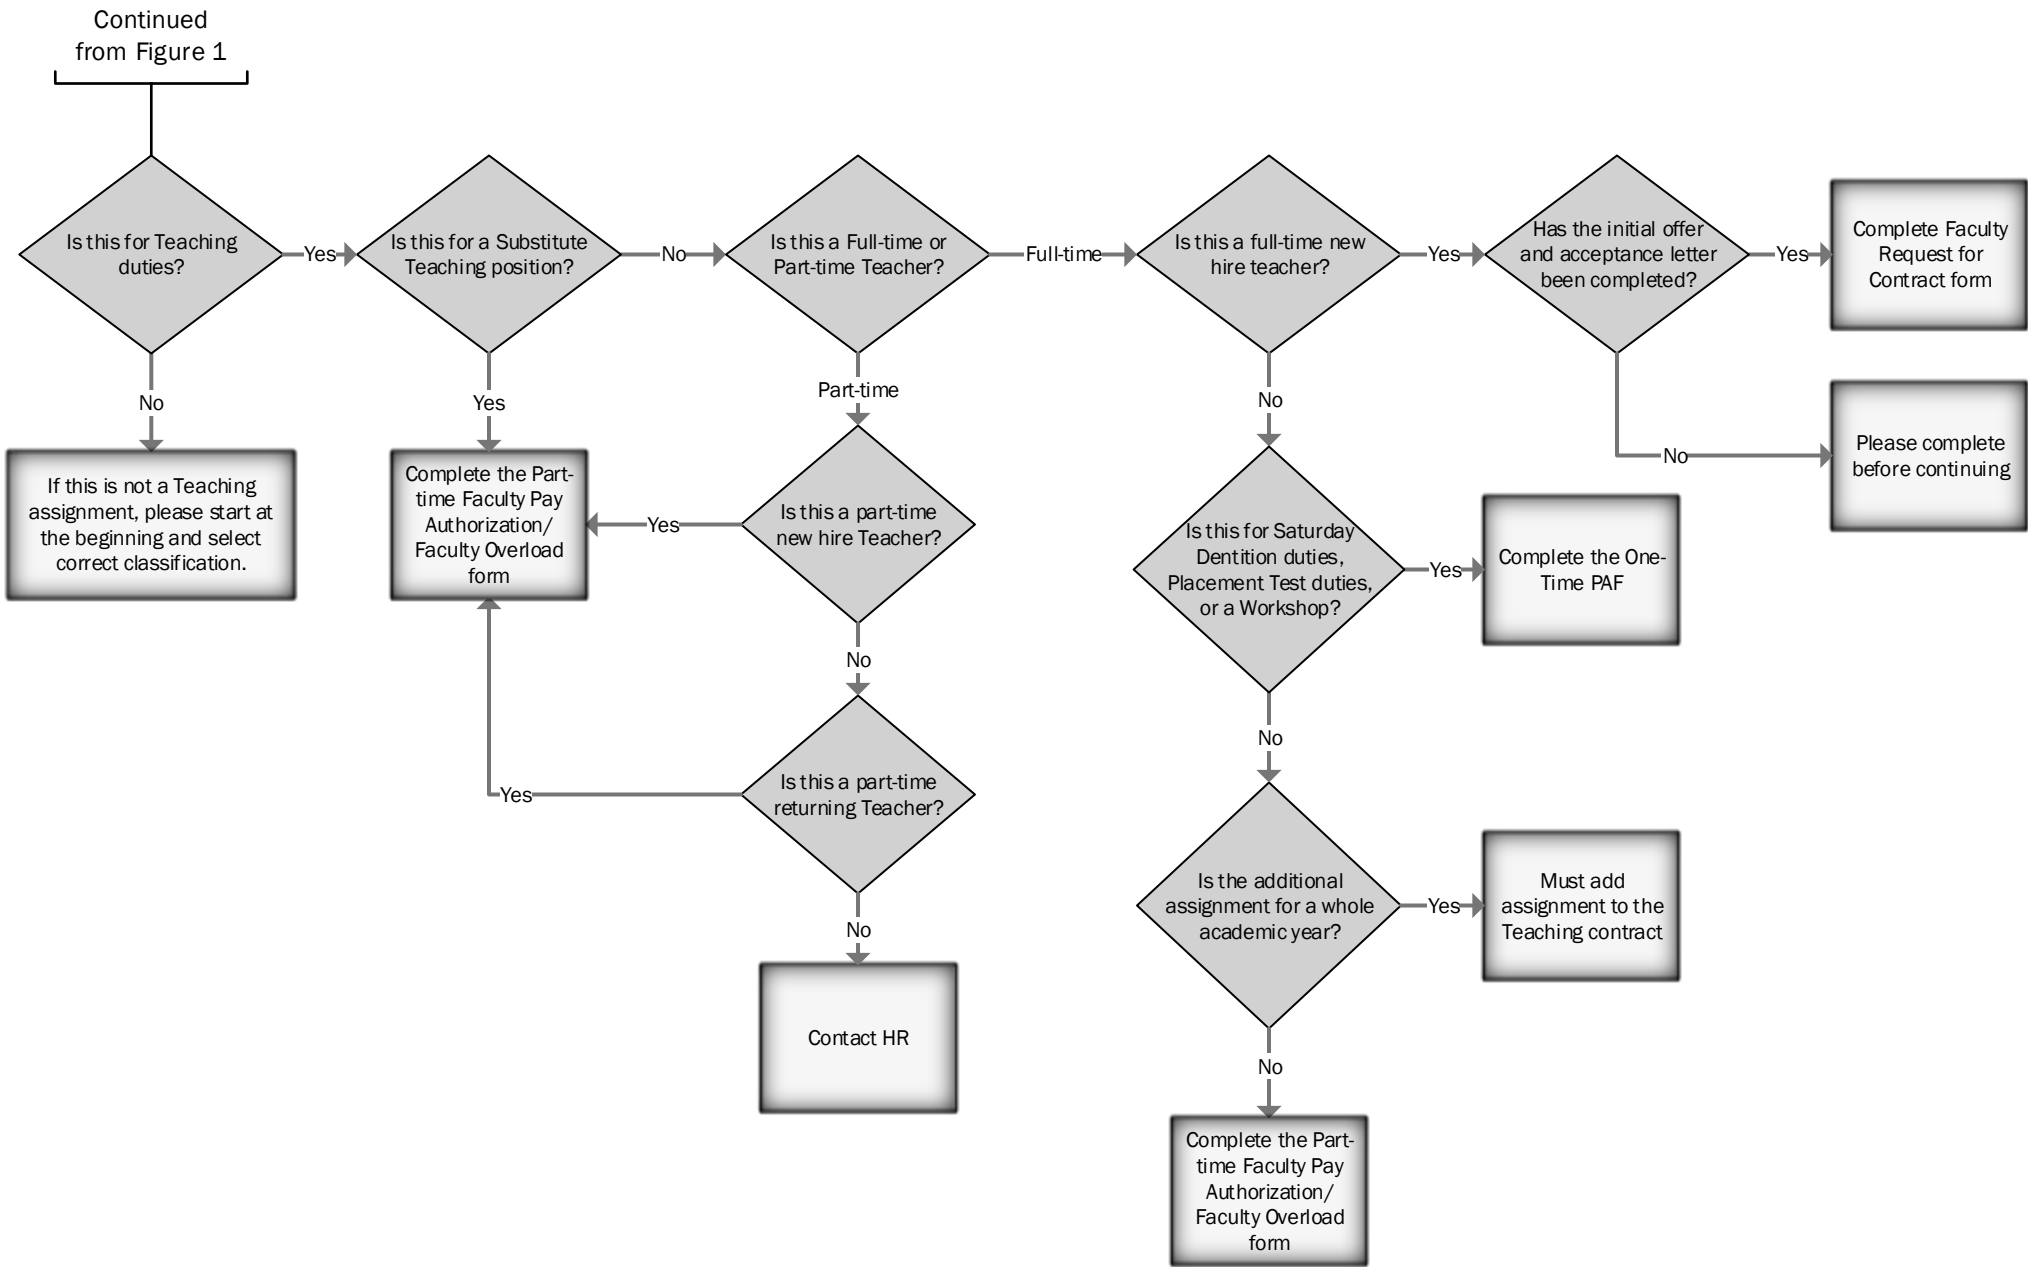 Continued
from Figure 1
Is this for Teaching
duties?
Yes
Is this for a Substitute
Teaching position?
No
Is this a Full-time or
Part-time Teacher?
Full-time
Is this a full-time new
hire teacher?
Yes
Has the initial offer
and acceptance letter
been completed?
Yes
Complete Faculty
Request for
Contract form
No
If this is not a Teaching
assignment, please start at
the beginning and select
correct classification.
Yes
Complete the Part-
time Faculty Pay
Authorization/
Faculty Overload
form
Part-time
Is this a part-time
new hire Teacher?
Yes
No
Is this a part-time
returning Teacher?
Yes
No
Contact HR
No
Is this for Saturday
Dentition duties,
Placement Test duties,
or a Workshop?
Yes
Complete the One-
Time PAF
No
Please complete
before continuing
No
Is the additional
assignment for a whole
academic year?
Yes
Must add
assignment to the
Teaching contract
No
Complete the Part-
time Faculty Pay
Authorization/
Faculty Overload
form